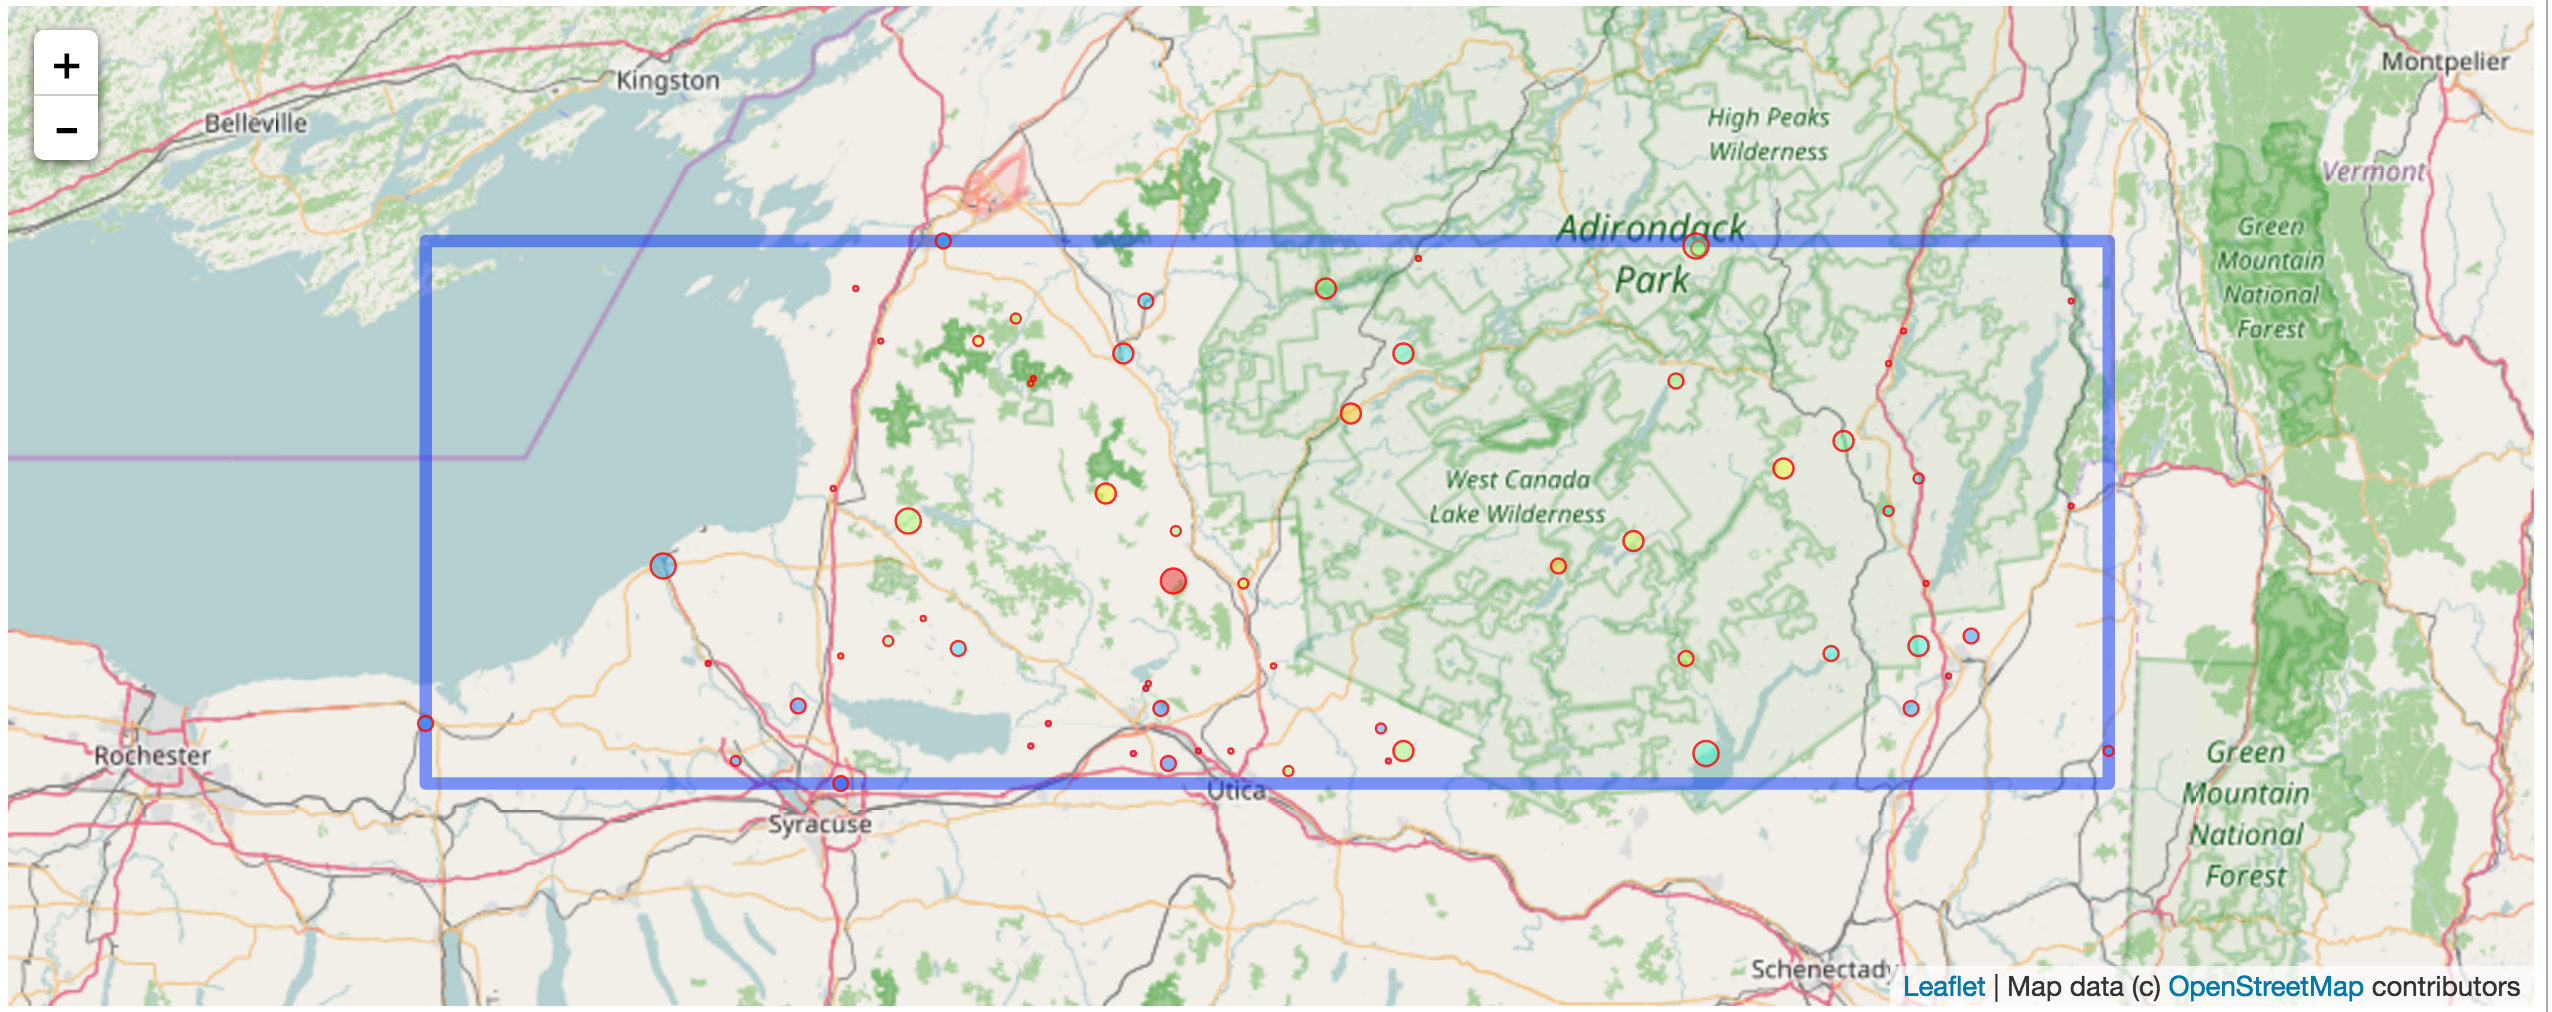 +
−
Kingston
Belleville
Montpelier
High Peaks
Wilderness
Vermont
Adirondack
Park
Green
Mountain
National
Forest
West Canada
Lake Wilderness
Rochester
Green
Mountain
National
Forest
Utica
Syracuse
Schenectady
Leaflet | Map data (c) OpenStreetMap contributors